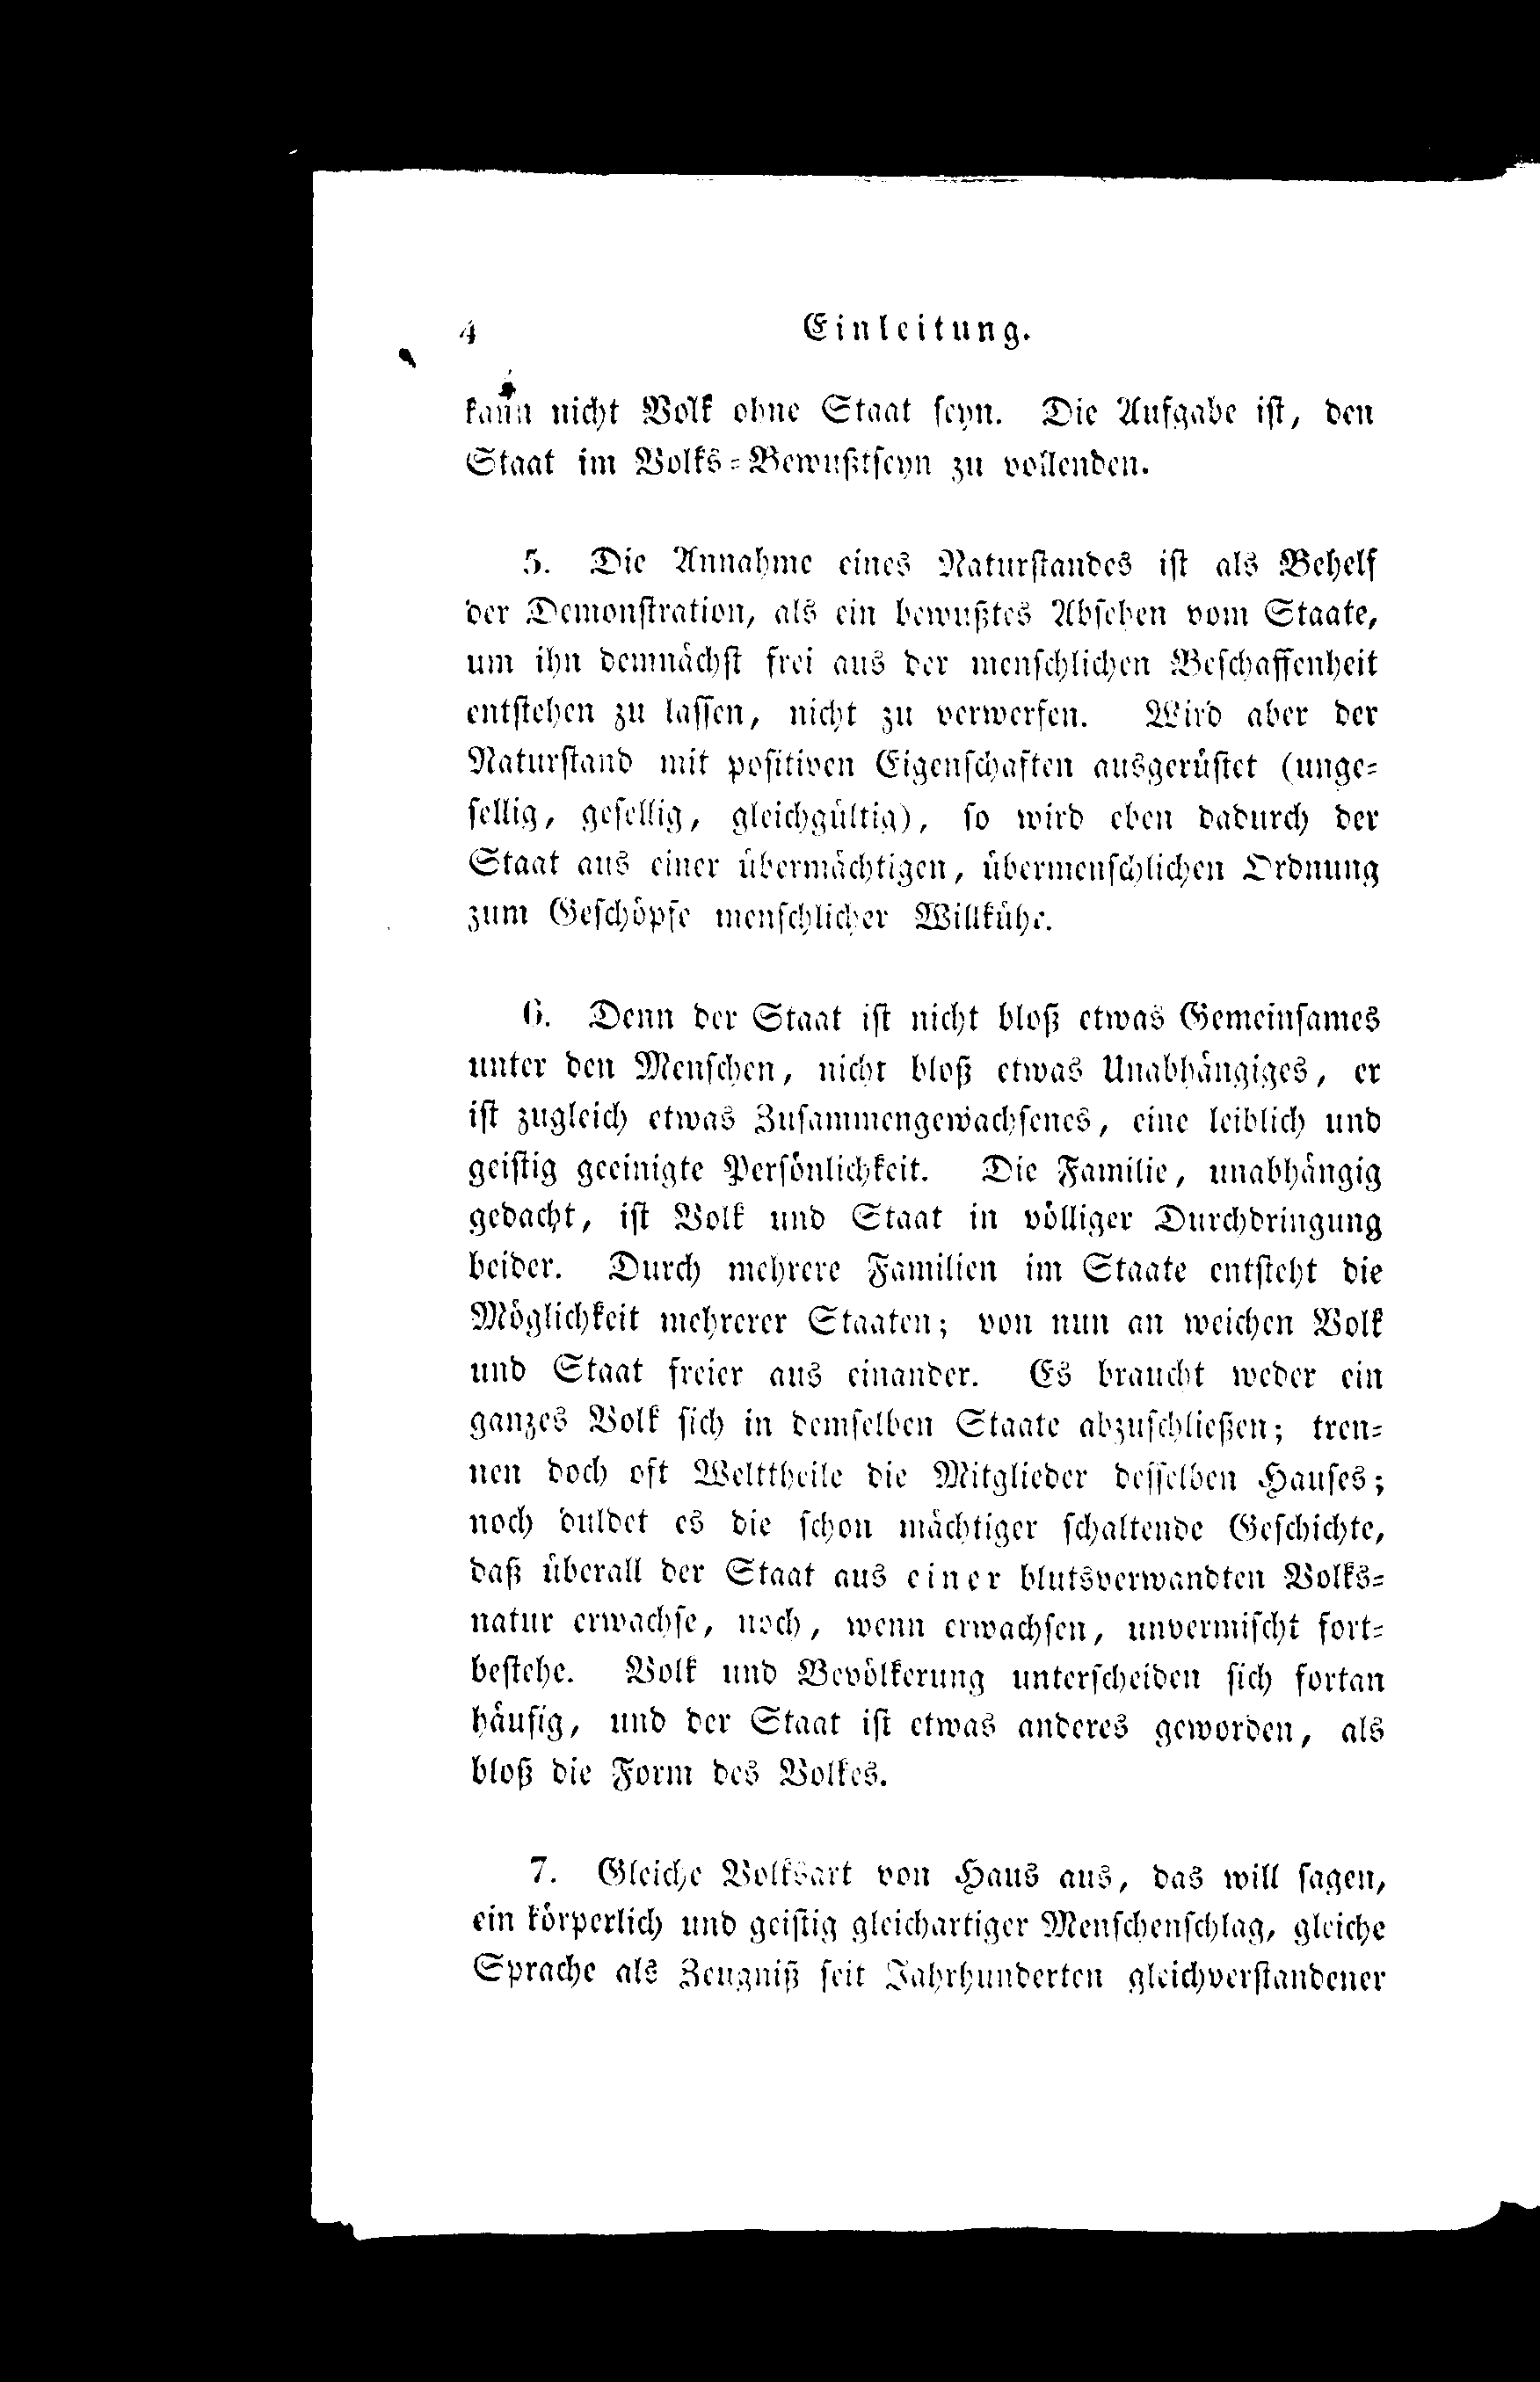 4 Einleitung.
kann nicht Volk ohne Staat seyn. Die Aufgabe ist, den
Staat im Volks=Bewußtseyn zu vollenden.
5. Die Annahme eines Naturstandes ist als Behelf
der Demonstration, als ein bewußtes Absehen vom Staate,
um ihn demnächst frei aus der menschlichen Beschaffenheit
entstehen zu lassen, nicht zu verwerfen. Wird aber der
Naturstand mit positiven Eigenschaften ausgerüstet (unge=
sellig, gesellig, gleichgültig), so wird eben dadurch der
Staat aus einer übermächtigen, übermenschlichen Ordnung
zum Geschöpfe menschlicher Willkühr.
6. Denn der Staat ist nicht bloß etwas Gemeinsames
unter den Menschen, nicht bloß etwas Unabhängiges, er
ist zugleich etwas Zusammengewachsenes, eine leiblich und
geistig geeinigte Persönlichkeit. Die Familie, unabhängig
gedacht, ist Volk und Staat in völliger Durchdringung
beider. Durch mehrere Familien im Staate entsteht die
Möglichkeit mehrerer Staaten; von nun an weichen Volk
und Staat freier aus einander. Es braucht weder ein
ganzes Volk sich in demselben Staate abzuschließen; tren=
nen doch oft Welttheile die Mitglieder desselben Hauses;
noch duldet es die schon mächtiger schaltende Geschichte,
daß überall der Staat aus einer blutsverwandten Volks=
natur erwachse, noch, wenn erwachsen, unvermischt fort=
bestehe. Volk und Bevölkerung unterscheiden sich fortan
häufig, und der Staat ist etwas anderes geworden, als
bloß die Form des Volkes.
7. Gleiche Volksart von Haus aus, das will sagen,
ein körperlich und geistig gleichartiger Menschenschlag, gleiche
Sprache als Zeugniß seit Jahrhunderten gleichverstandener